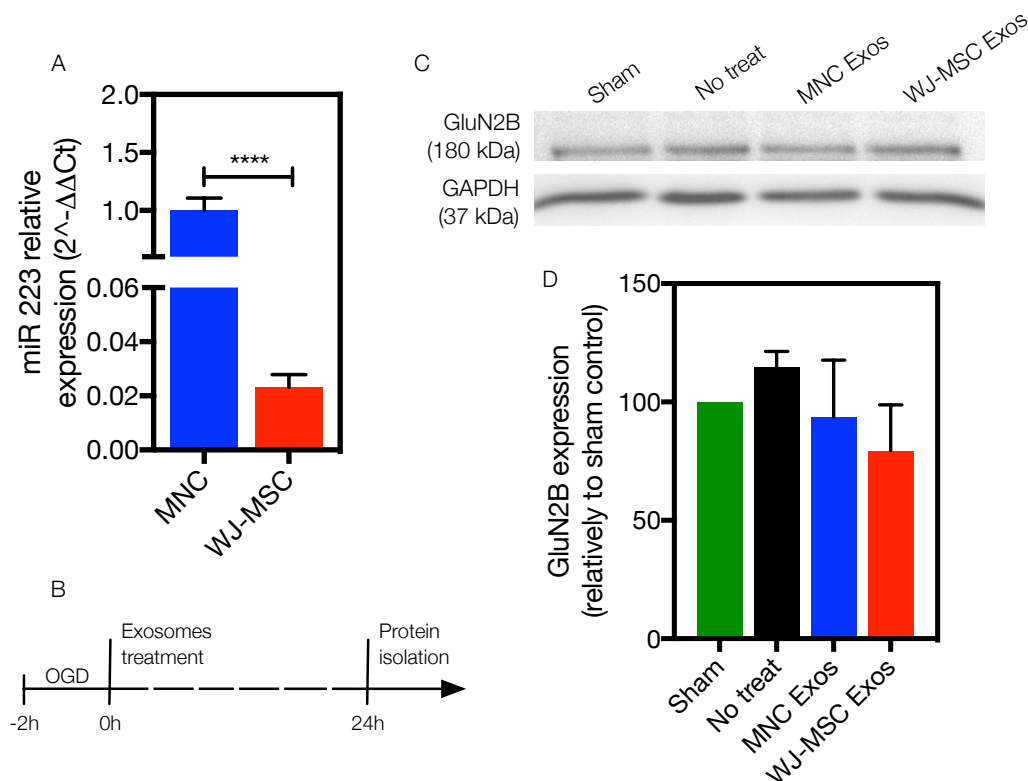 A
miR 223 relative
expression (2^-ΔΔCt)
2.0
1.5
1.0
0.06
0.04
0.02
0.00
****
MNC
WJ-MSC
B
Exosomes
treatment
Protein
isolation
OGD
-2h
0h
24h
C
Sham
No treat
MNC Exos
WJ-MSC Exos
GluN2B
(180 kDa)
GAPDH
(37 kDa)
D
GluN2B expression
(relatively to sham control)
150
100
50
0
Sham
No treat
MNC Exos
WJ-MSC Exos